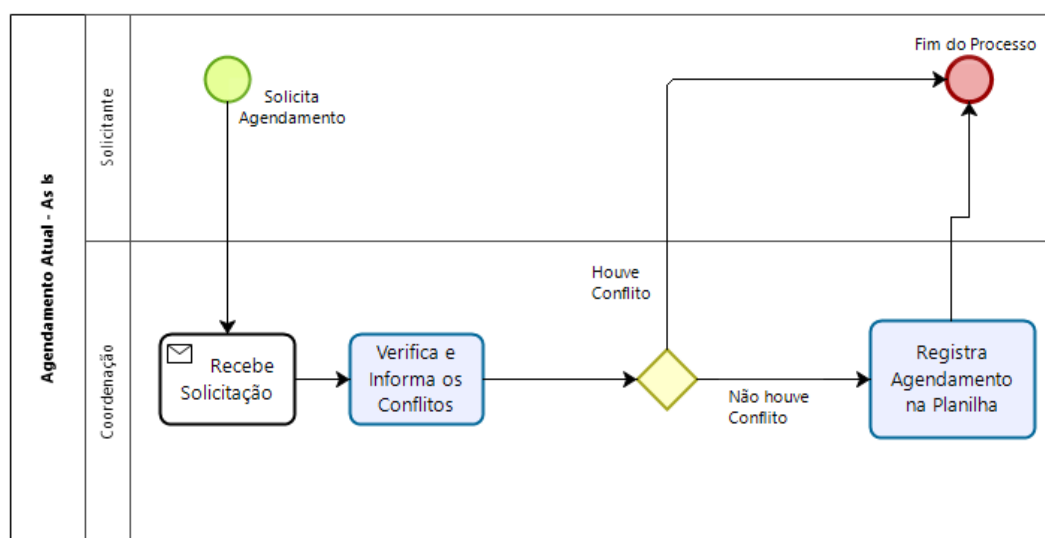 Agendamento Atual - As Is
Solicitante
Solicita
Agendamento
Fim do Processo
Coordenação
Recebe
Solicitação
Verifica e
Informa os
Conflitos
Houve
Conflito
Não houve
Conflito
Registra
Agendamento
na Planilha